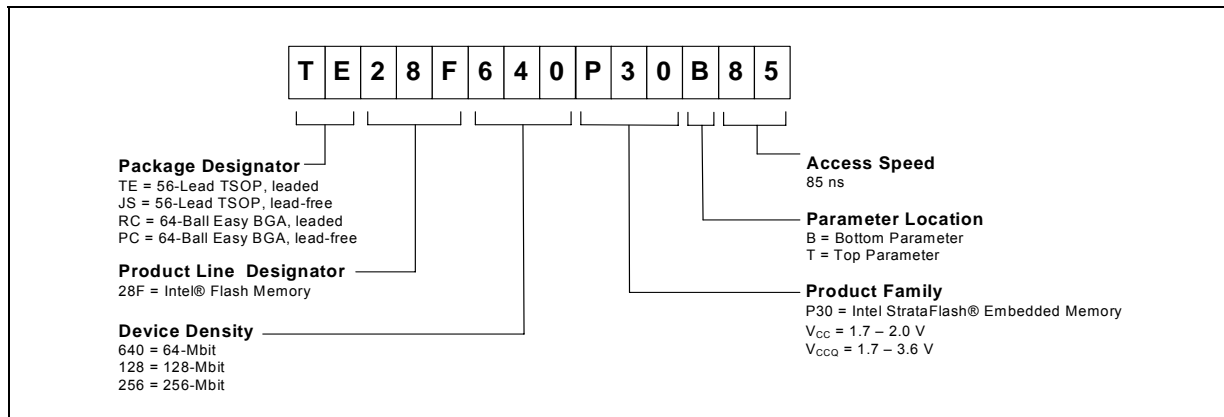 T E 2 8 F 6 4 0 P 3 0 B 8 5
Package Designator
TE = 56-Lead TSOP, leaded
JS = 56-Lead TSOP, lead-free
RC = 64-Ball Easy BGA, leaded
PC = 64-Ball Easy BGA, lead-free
Product Line Designator
28F = Intel® Flash Memory
Device Density
640 = 64-Mbit
128 = 128-Mbit
256 = 256-Mbit
Access Speed
85 ns
Parameter Location
B = Bottom Parameter
T = Top Parameter
Product Family
P30 = Intel StrataFlash® Embedded Memory
VCC = 1.7 – 2.0 V
VCCQ = 1.7 – 3.6 V